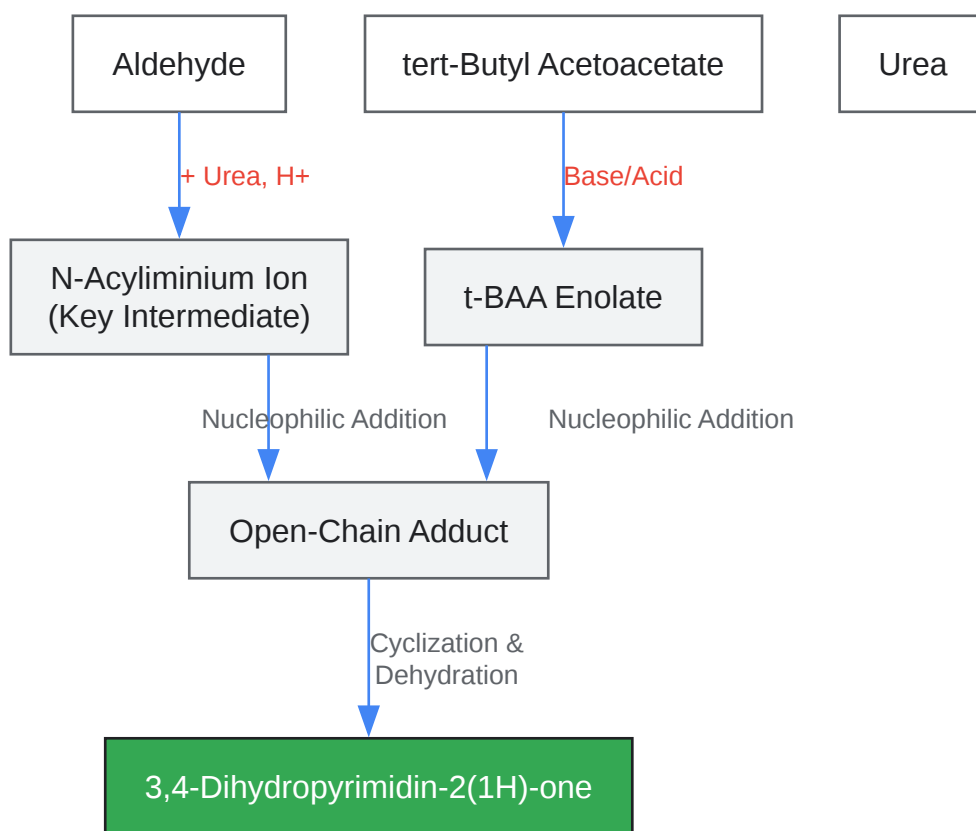 Aldehyde
tert-Butyl Acetoacetate
Urea
+ Urea, H+
Base/Acid
N-Acyliminium Ion
(Key Intermediate)
t-BAA Enolate
Nucleophilic Addition
Nucleophilic Addition
Open-Chain Adduct
Cyclization &
Dehydration
3,4-Dihydropyrimidin-2(1H)-one